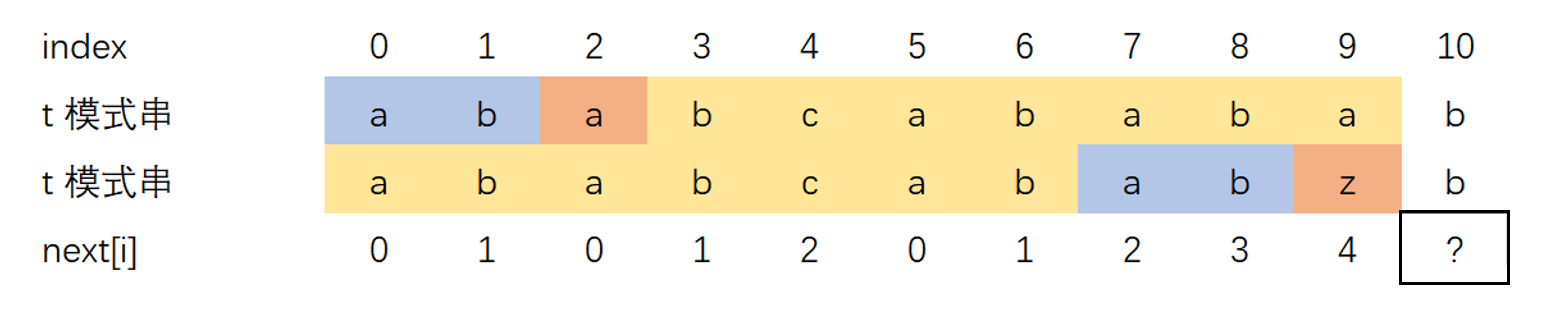 index 0 1 2 3 4 5 6 7 8 9 10
t 模式串 a b a b c a b a b a b
t 模式串 a b a b c a b a b z b
next[i] 0 1 0 1 2 0 1 2 3 4 ?